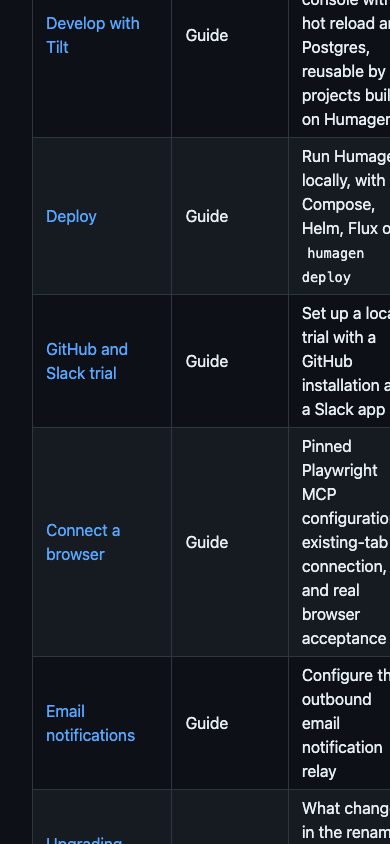 console with
Develop with
Tilt
Guide
hot reload
Postgres,
reusable by
projects
on
Deploy
Guide
Run
locally, with
Compose,
Helm, Flux
humagen
deploy
GitHub and
Slack trial
Guide
Set up a
trial with a
GitHub
installation
a Slack app
Connect a
browser
Guide
Pinned
Playwright
MCP
existing-tab
connection,
and real
browser
acceptance
Email
notifications
Guide
Configure
outbound
email
notification
relay
Upgrading
What
in the